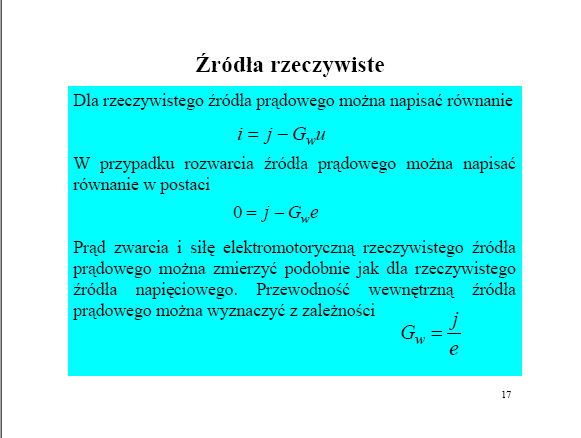 Źródła rzeczywiste
Dla rzeczywistego źródła prądowego można napisać równanie
i = j − G_w u
W przypadku rozwarcia źródła prądowego można napisać
równanie w postaci
0 = j − G_w e
Prąd zwarcia i siłę elektromotoryczną rzeczywistego źródła
prądowego można zmierzyć podobnie jak dla rzeczywistego
źródła napięciowego. Przewodność wewnętrzną źródła
prądowego można wyznaczyć z zależności
G_w = j/e
17